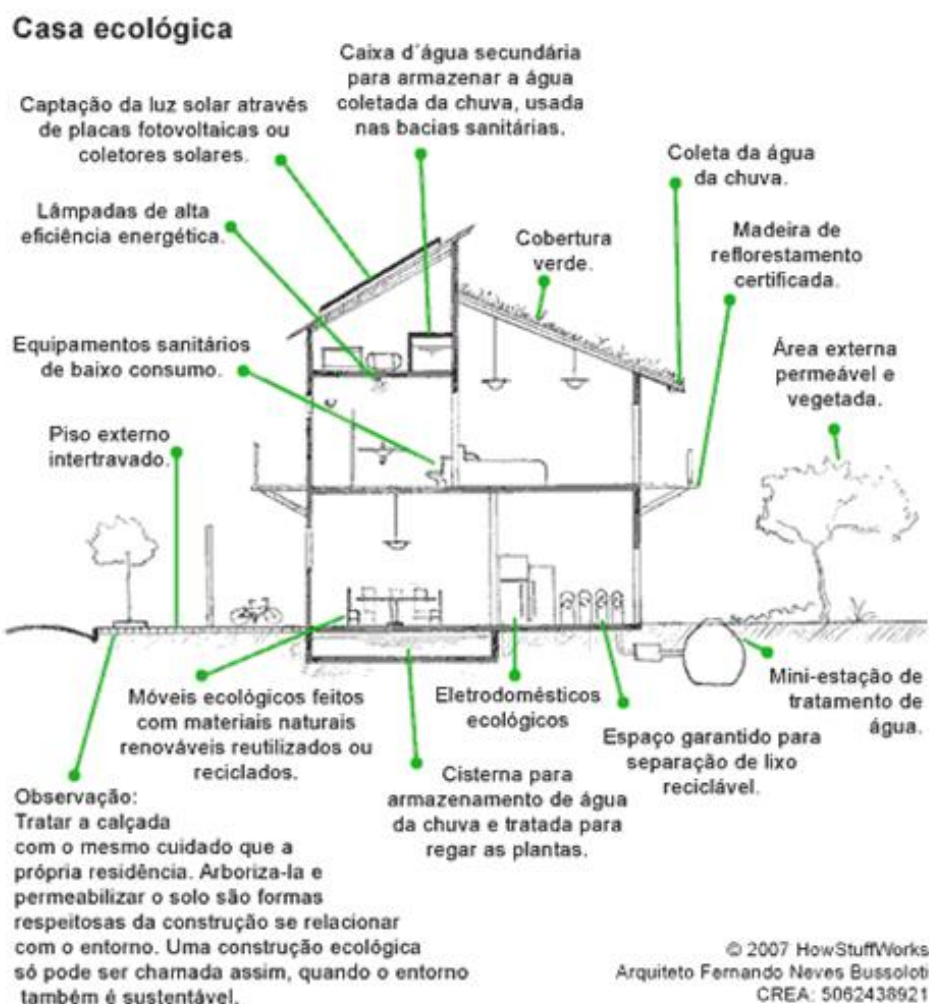 Casa ecológica
Caixa d´água secundária
para armazenar a água
coletada da chuva, usada
nas bacias sanitárias.
Captação da luz solar através
de placas fotovoltaicas ou
coletores solares.
Coleta da água
da chuva.
Lâmpadas de alta
eficiência energética.
Cobertura
verde.
Madeira de
reflorestamento
certificada.
Equipamentos sanitários
de baixo consumo.
Área externa
permeável e
vegetada.
Piso externo
intertravado.
Móveis ecológicos feitos
com materiais naturais
renováveis reutilizados ou
reciclados.
Eletrodomésticos
ecológicos
Mini-estação de
tratamento de
água.
Espaço garantido para
separação de lixo
reciclável.
Cisterna para
armazenamento de água
da chuva e tratada para
regar as plantas.
Observação:
Tratar a calçada
com o mesmo cuidado que a
própria residência. Arboriza-la e
permeabilizar o solo são formas
respeitosas da construção se relacionar
com o entorno. Uma construção ecológica
só pode ser chamada assim, quando o entorno
também é sustentável.
© 2007 HowStuffWorks
Arquiteto Fernando Neves Bussoloti
CREA: 5062438921